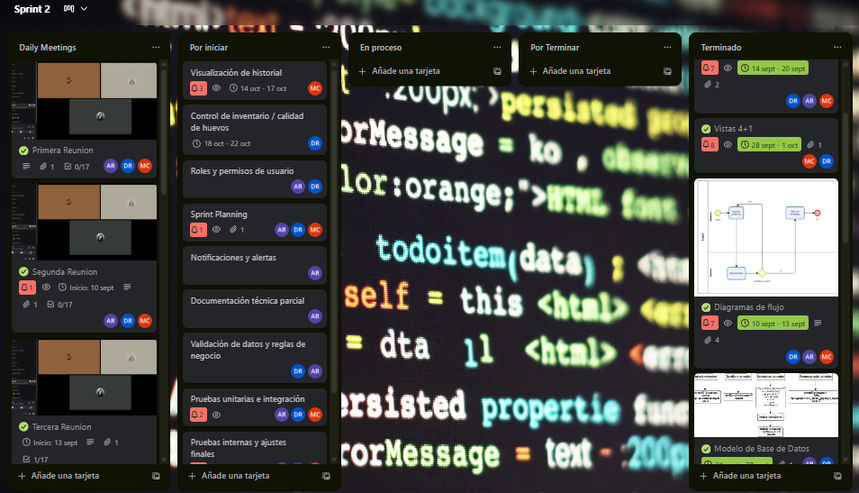 Sprint 2
Daily Meetings
Primera Reunion
1
0/17
AR DR MC
Segunda Reunion
1
Inicio: 10 sept
1
0/17
AR DR MC
Tercera Reunion
Inicio: 13 sept
1
1/17
Añade una tarjeta
Por iniciar
Visualización de historial
3
14 oct - 17 oct
MC
Control de inventario / calidad
de huevos
18 oct - 22 oct
DR
Roles y permisos de usuario
AR DR
Sprint Planning
1
1
AR DR MC
Notificaciones y alertas
AR
Documentación técnica parcial
AR
Validación de datos y reglas de
negocio
DR AR
Pruebas unitarias e integración
2
AR DR MC
Pruebas internas y ajustes
finales
Añade una tarjeta
En proceso
Añade una tarjeta
Por Terminar
Añade una tarjeta
Terminado
7
14 sept - 20 sept
2
DR AR MC
Vistas 4+1
8
28 sept - 1 oct
1
MC DR
Diagramas de flujo
7
10 sept - 13 sept
4
DR AR MC
Modelo de Base de Datos
Añade una tarjeta
.200px;">persisted
orMessage = ko , observ
lor:orange;">HTML font
todoitem(data) :
self = this <html>
= dta <html>
ersisted propertie func
rorMessage = text - 200p